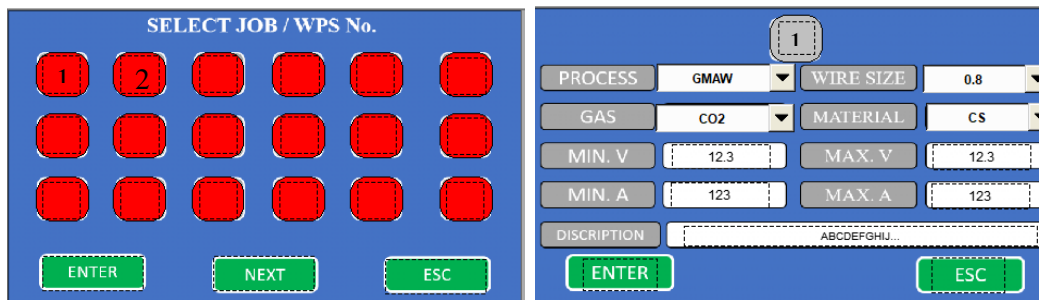 SELECT JOB / WPS No.
1 2
ENTER NEXT ESC
1
PROCESS GMAW WIRE SIZE 0.8
GAS CO2 MATERIAL CS
MIN. V 12.3 MAX. V 12.3
MIN. A 123 MAX. A 123
DISCRIPTION ABCDEFGHIJ...
ENTER ESC